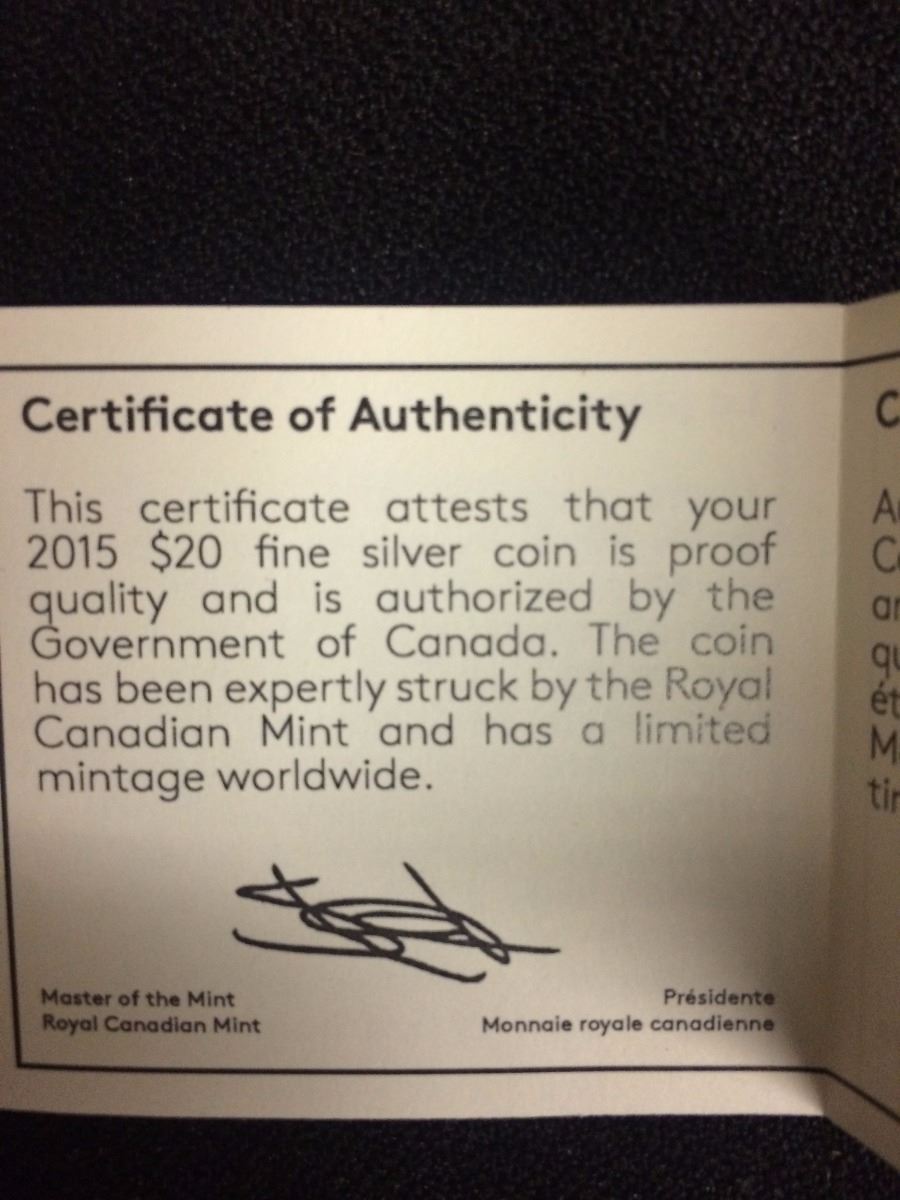 Certificate of Authenticity
This certificate attests that your
2015 $20 fine silver coin is proof
quality and is authorized by the
Government of Canada. The coin
has been expertly struck by the Royal
Canadian Mint and has a limited
mintage worldwide.
Master of the Mint
Royal Canadian Mint
Présidente
Monnaie royale canadienne